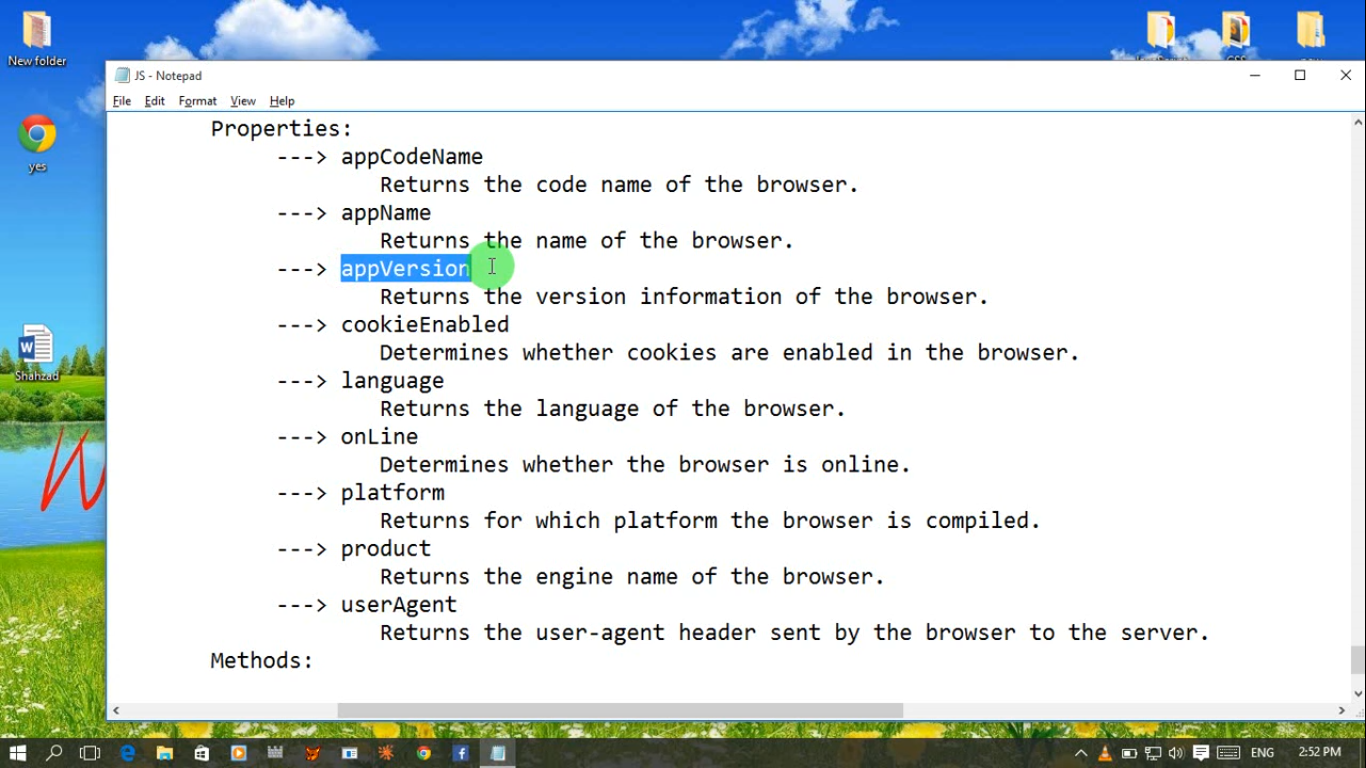 New folder
JS - Notepad
File Edit Format View Help
yes
Shahzad
Properties:
---> appCodeName
Returns the code name of the browser.
---> appName
Returns the name of the browser.
---> appVersion
Returns the version information of the browser.
---> cookieEnabled
Determines whether cookies are enabled in the browser.
---> language
Returns the language of the browser.
---> onLine
Determines whether the browser is online.
---> platform
Returns for which platform the browser is compiled.
---> product
Returns the engine name of the browser.
---> userAgent
Returns the user-agent header sent by the browser to the server.
Methods:
ENG
2:52 PM